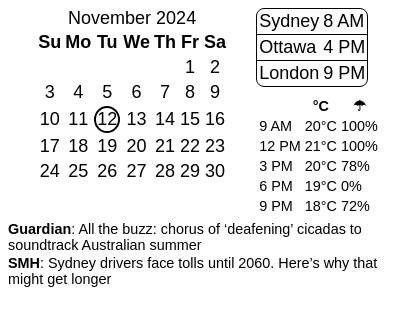 November 2024
Su Mo Tu We Th Fr Sa
1 2
3 4 5 6 7 8 9
10 11 12 13 14 15 16
17 18 19 20 21 22 23
24 25 26 27 28 29 30
Sydney 8 AM
Ottawa 4 PM
London 9 PM
°C ☂
9 AM 20°C 100%
12 PM 21°C 100%
3 PM 20°C 78%
6 PM 19°C 0%
9 PM 18°C 72%
Guardian: All the buzz: chorus of ‘deafening’ cicadas to
soundtrack Australian summer
SMH: Sydney drivers face tolls until 2060. Here’s why that
might get longer